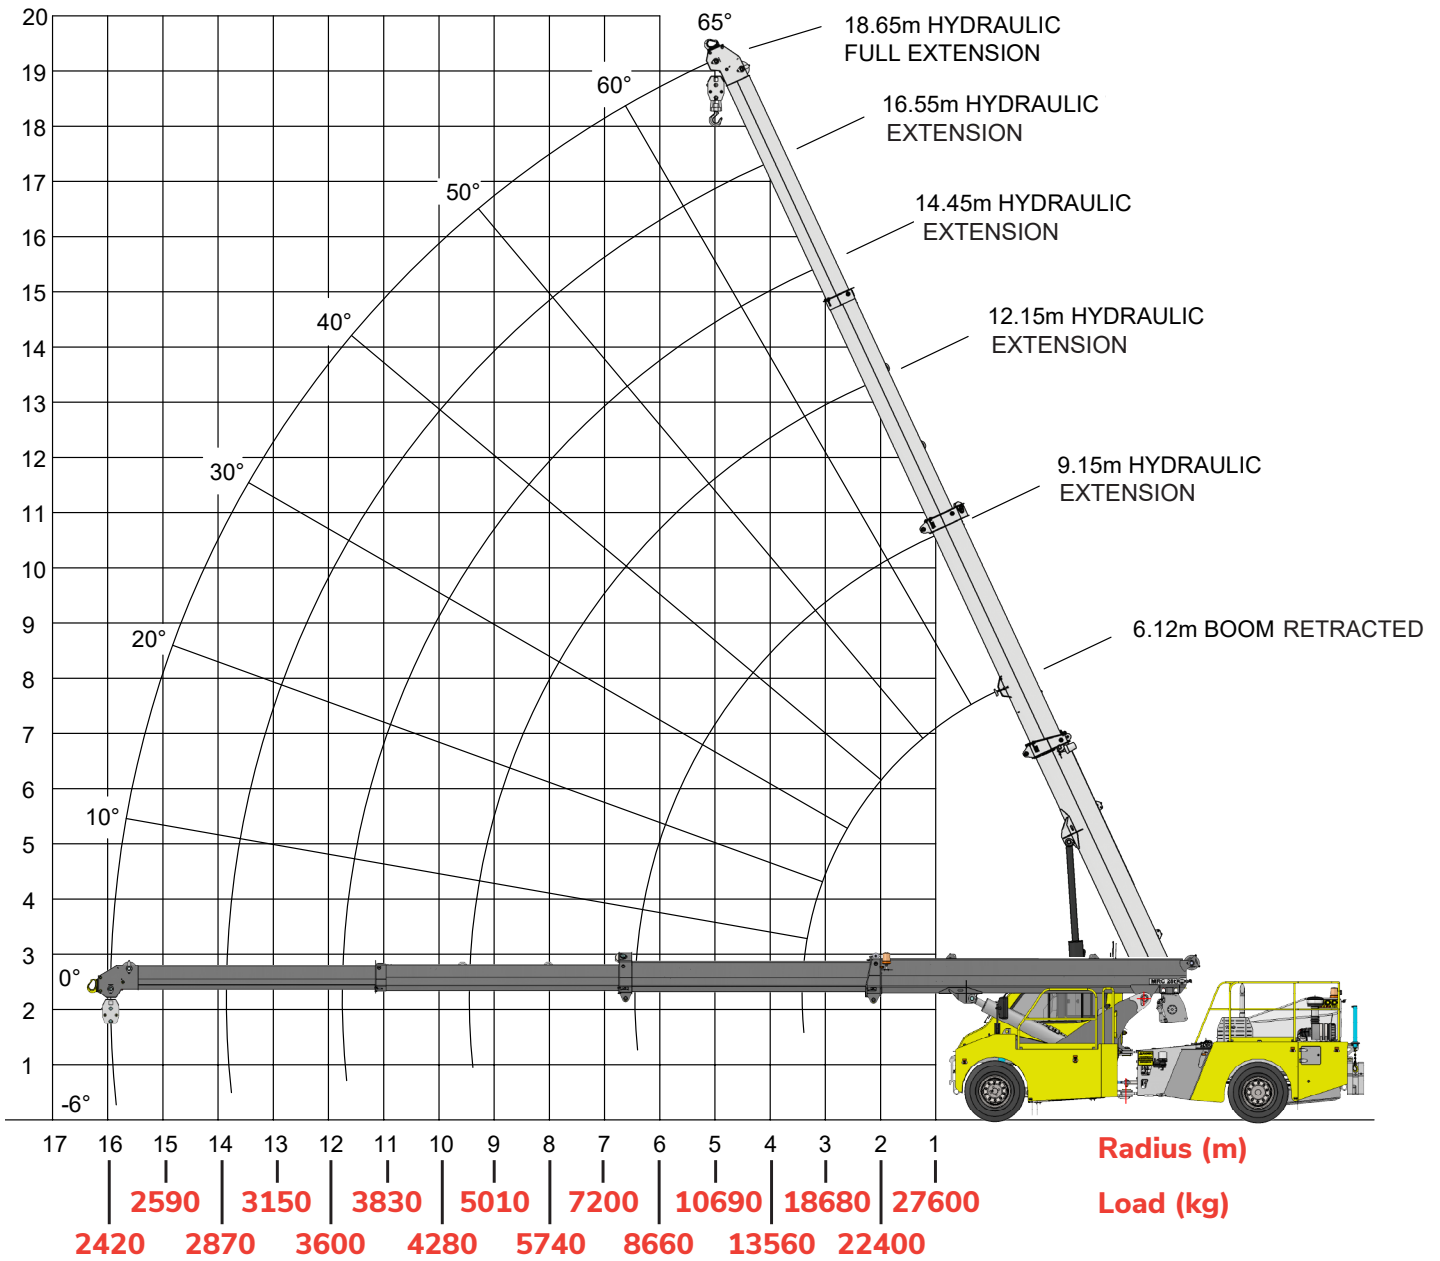 20
65°
18.65m HYDRAULIC
FULL EXTENSION
19
60°
16.55m HYDRAULIC
EXTENSION
18
17
50°
14.45m HYDRAULIC
EXTENSION
16
15
40°
12.15m HYDRAULIC
EXTENSION
14
13
12
30°
9.15m HYDRAULIC
EXTENSION
11
10
9
20°
6.12m BOOM RETRACTED
8
7
6
10°
5
4
3
0°
2
1
-6°
17 16 15 14 13 12 11 10 9 8 7 6 5 4 3 2 1 Radius (m)
2590 3150 3830 5010 7200 10690 18680 27600 Load (kg)
2420 2870 3600 4280 5740 8660 13560 22400